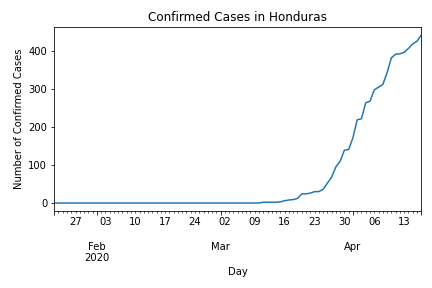 Confirmed Cases in Honduras
Number of Confirmed Cases
400
300
200
100
0
27 03 10 17 24 02 09 16 23 30 06 13
Feb Mar Apr
2020
Day